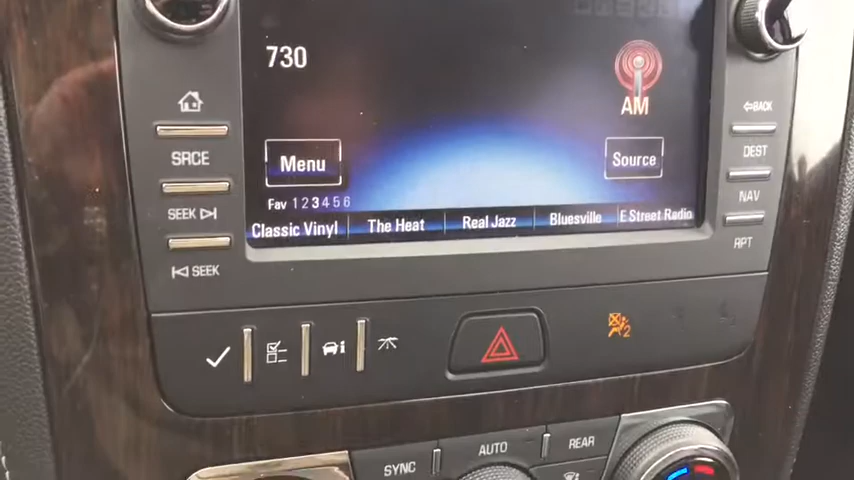 730
AM
BACK
SRCE
DEST
Menu
Source
SEEK
NAV
Fav 1 2 3 4 5 6
Classic Vinyl The Heat Real Jazz Bluesville E Street Radio
SEEK
RPT
i
2
SYNC AUTO REAR